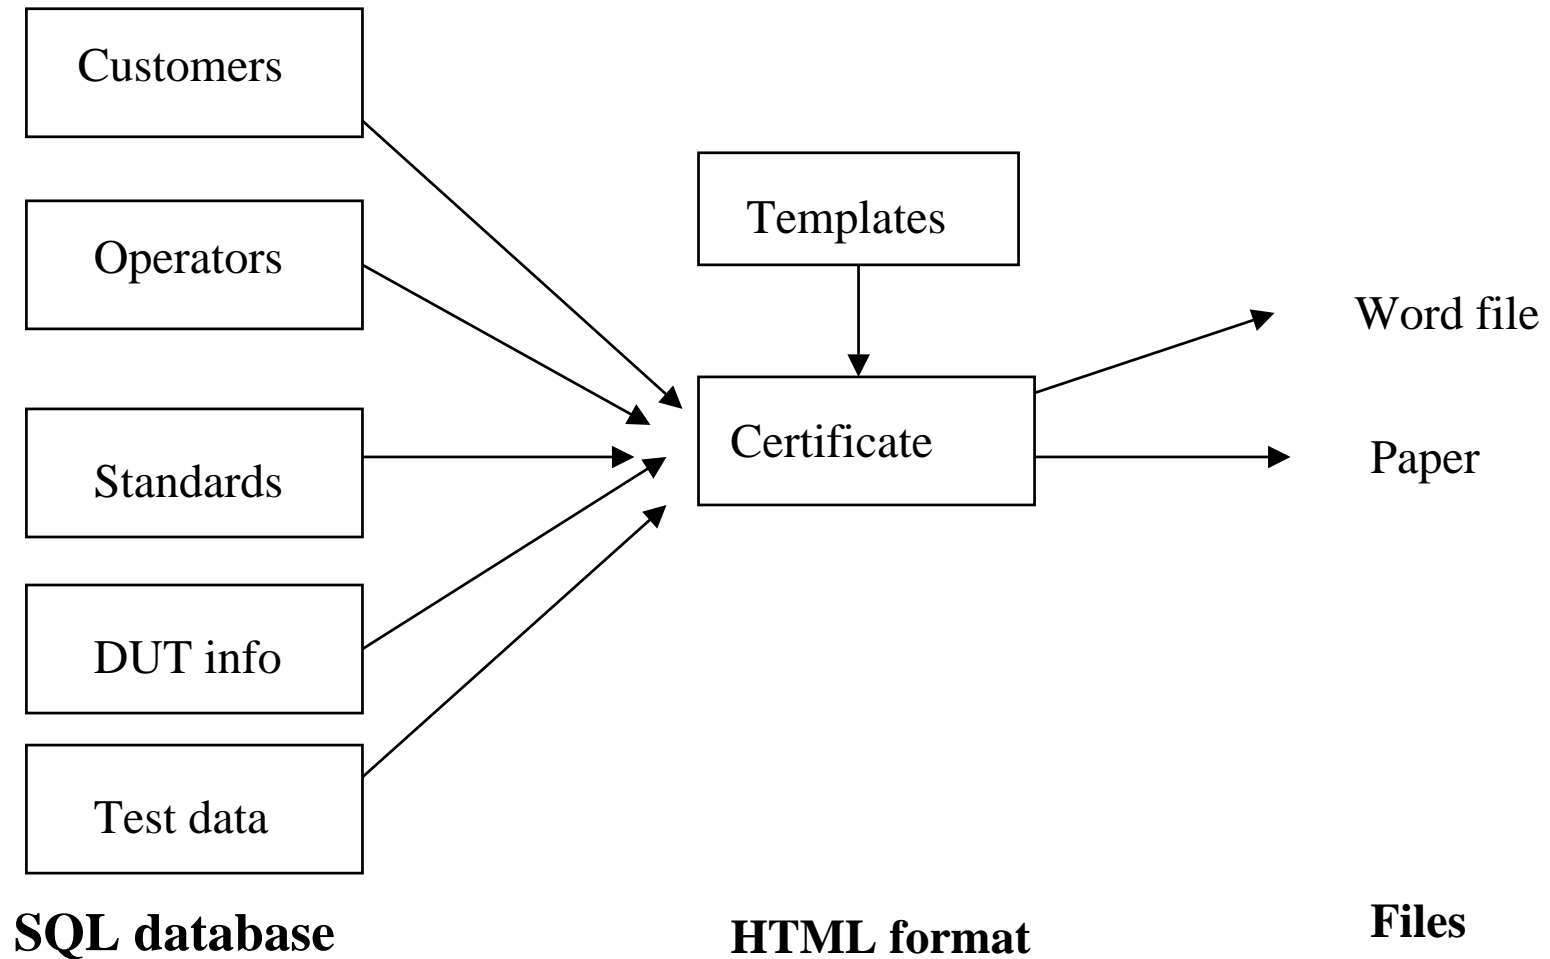 Customers
Operators
Standards
DUT info
Test data
SQL database
Templates
Certificate
HTML format
Word file
Paper
Files